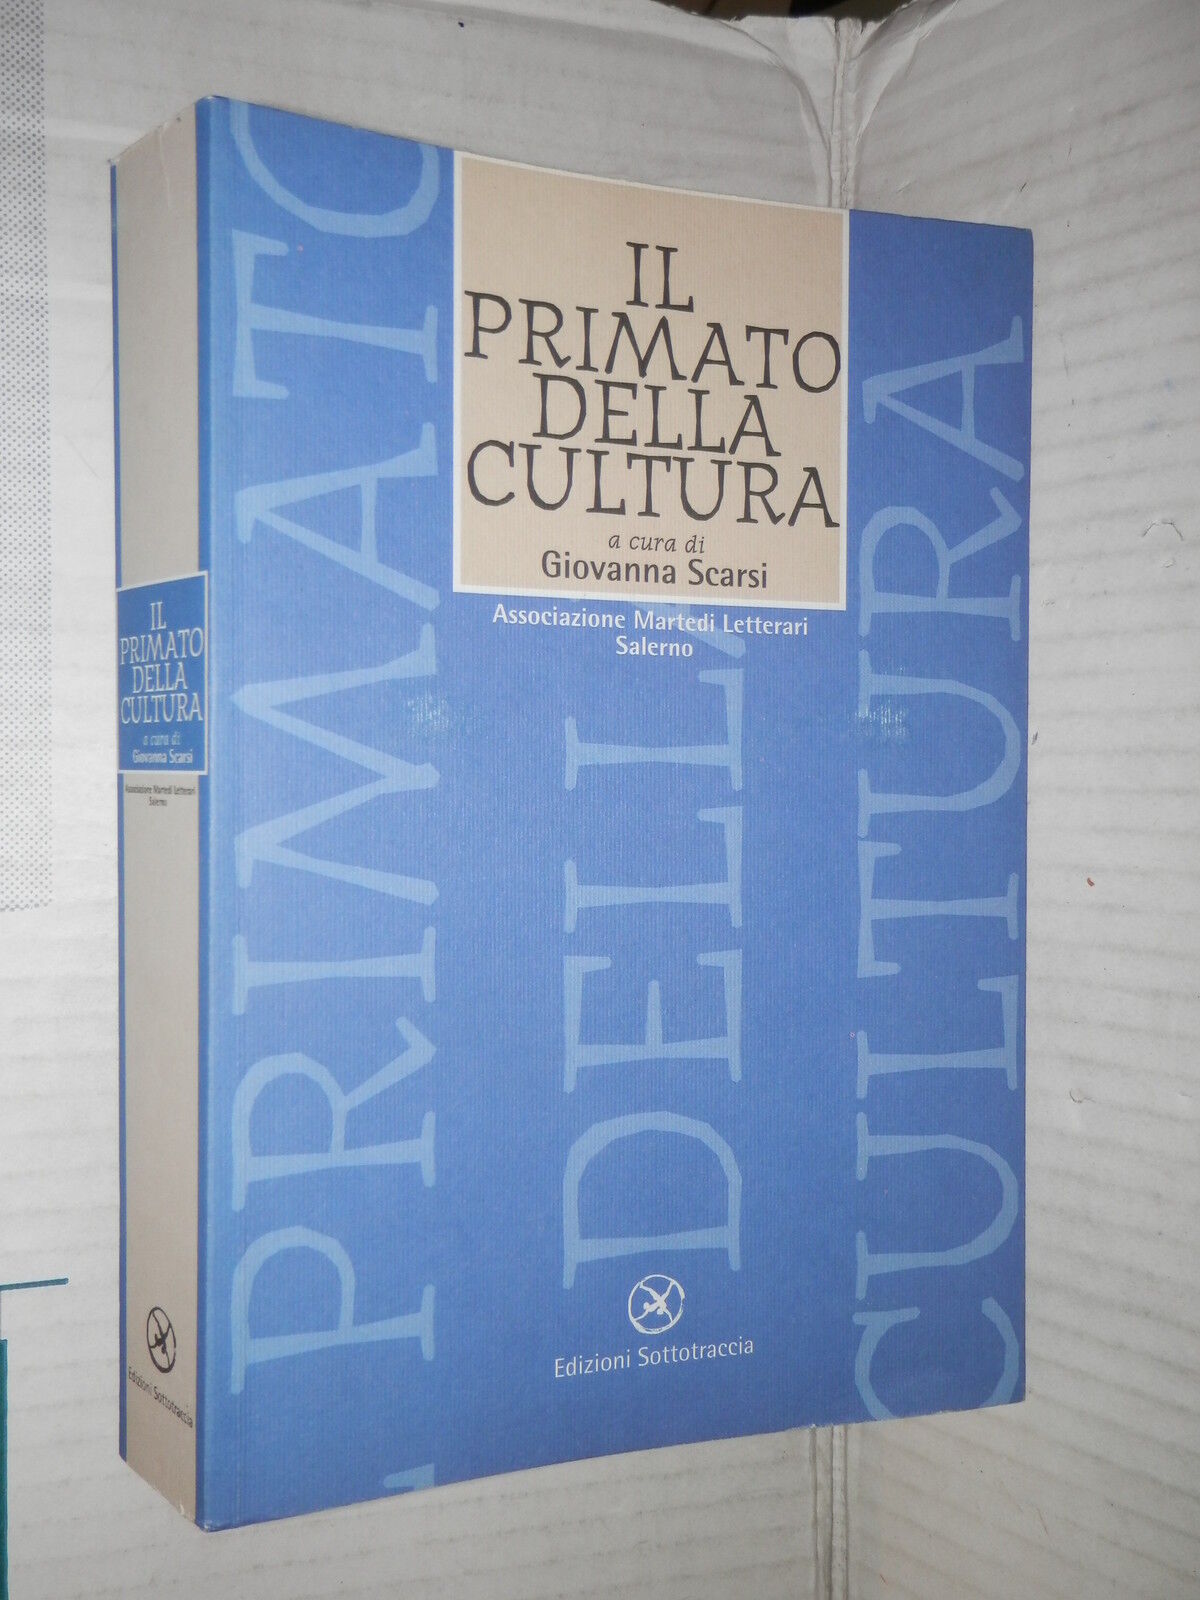 IL
PRIMATO
DELLA
CULTURA
a cura di
Giovanna Scarsi
Associazione Martedì Letterari
Salerno
PRIMATO
DELLA
CULTURA
Edizioni Sottotraccia
IL
PRIMATO
DELLA
CULTURA
a cura di
Giovanna Scarsi
Associazione Martedì Letterari
Salerno
Edizioni Sottotraccia